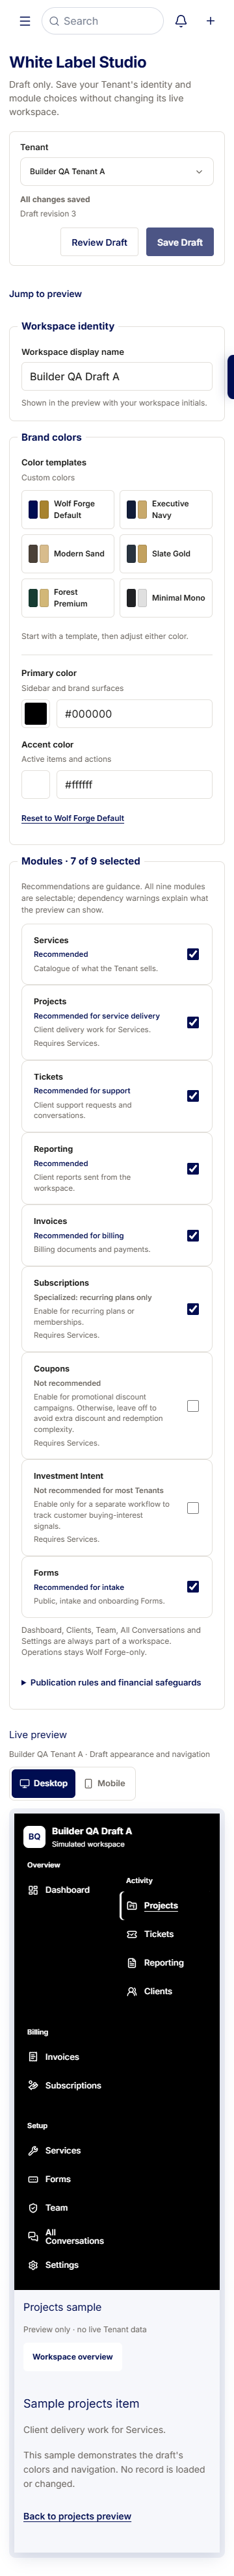 Search
White Label Studio
Draft only. Save your Tenant's identity and
module choices without changing its live
workspace.
Tenant
Builder QA Tenant A
All changes saved
Draft revision 3
Review Draft
Save Draft
Jump to preview
Workspace identity
Workspace display name
Builder QA Draft A
Shown in the preview with your workspace initials.
Brand colors
Color templates
Custom colors
Wolf Forge
Default
Executive
Navy
Modern Sand
Slate Gold
Forest
Premium
Minimal Mono
Start with a template, then adjust either color.
Primary color
Sidebar and brand surfaces
#000000
Accent color
Active items and actions
#ffffff
Reset to Wolf Forge Default
Modules · 7 of 9 selected
Recommendations are guidance. All nine modules
are selectable; dependency warnings explain what
the preview can show.
Services
Recommended
Catalogue of what the Tenant sells.
Projects
Recommended for service delivery
Client delivery work for Services.
Requires Services.
Tickets
Recommended for support
Client support requests and
conversations.
Reporting
Recommended
Client reports sent from the
workspace.
Invoices
Recommended for billing
Billing documents and payments.
Subscriptions
Specialized: recurring plans only
Enable for recurring plans or
memberships.
Requires Services.
Coupons
Not recommended
Enable for promotional discount
campaigns. Otherwise, leave off to
avoid extra discount and redemption
complexity.
Requires Services.
Investment Intent
Not recommended for most Tenants
Enable only for a separate workflow to
track customer buying-interest
signals.
Requires Services.
Forms
Recommended for intake
Public, intake and onboarding Forms.
Dashboard, Clients, Team, All Conversations and
Settings are always part of a workspace.
Operations stays Wolf Forge-only.
Publication rules and financial safeguards
Live preview
Builder QA Tenant A · Draft appearance and navigation
Desktop
Mobile
BQ
Builder QA Draft A
Simulated workspace
Overview
Dashboard
Activity
Projects
Tickets
Reporting
Clients
Billing
Invoices
Subscriptions
Setup
Services
Forms
Team
All
Conversations
Settings
Projects sample
Preview only · no live Tenant data
Workspace overview
Sample projects item
Client delivery work for Services.
This sample demonstrates the draft's
colors and navigation. No record is loaded
or changed.
Back to projects preview